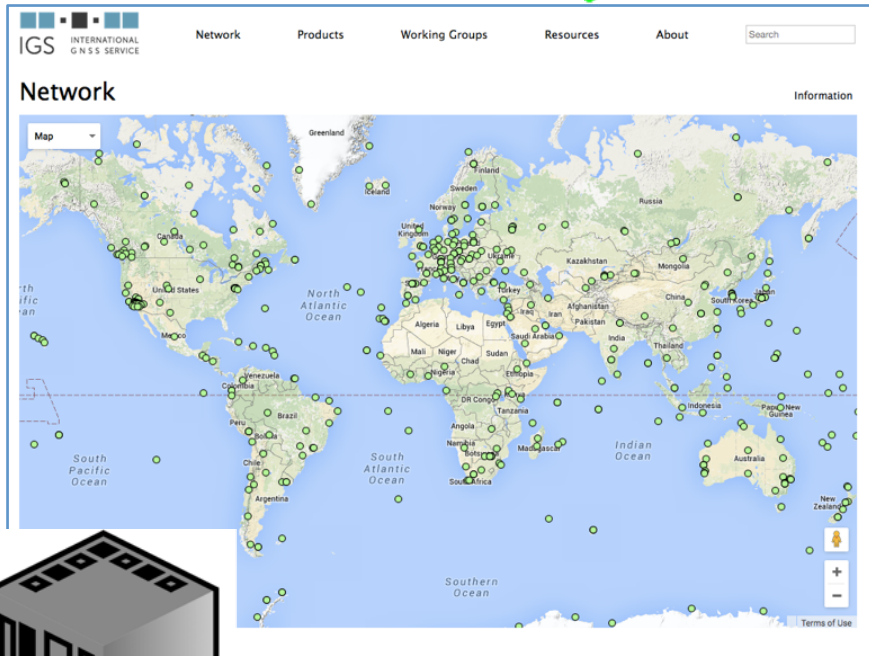 IGS
INTERNATIONAL
GNSS SERVICE
Network
Products
Working Groups
Resources
About
Search
Network
Information
Map
Greenland
Iceland
Finland
Sweden
Norway
Russia
United
Kingdom
Canada
Ukraine
Kazakhstan
Mongolia
United States
North
Atlantic
Ocean
Turkey
China
South Korea
Japan
Afghanistan
Iraq
Iran
Pakistan
Algeria
Libya
Egypt
Saudi Arabia
India
Mexico
Mali
Niger
Chad
Sudan
Thailand
Nigeria
Ethiopia
Venezuela
Colombia
DR Congo
Tanzania
Indonesia
Papua New
Guinea
Brazil
Peru
Bolivia
Angola
Namibia
Botswana
Madagascar
South
Pacific
Ocean
South
Atlantic
Ocean
Indian
Ocean
Australia
Chile
South Africa
Argentina
New
Zealand
Southern
Ocean
Terms of Use